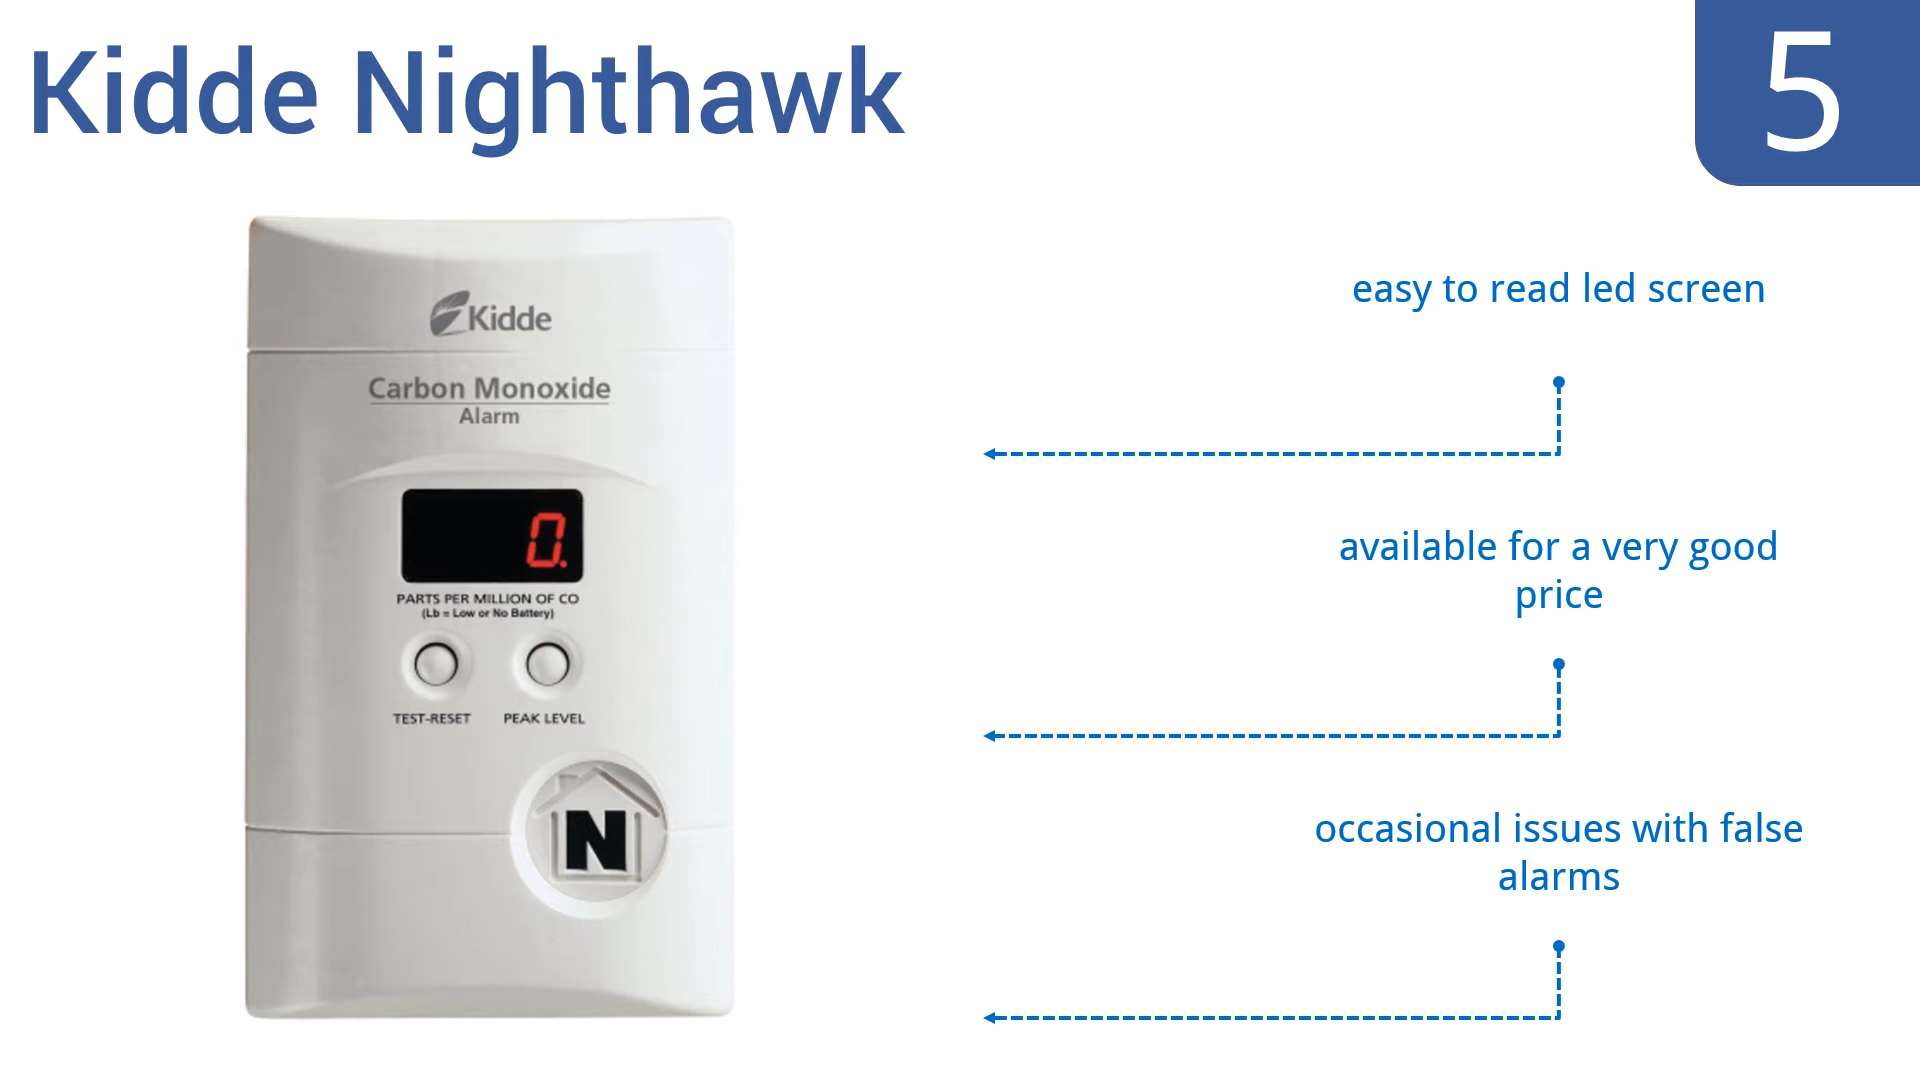 Kidde Nighthawk
5
Kidde
Carbon Monoxide
Alarm
0.
PARTS PER MILLION OF CO
(Lb = Low or No Battery)
TEST-RESET PEAK LEVEL
N
easy to read led screen
available for a very good
price
occasional issues with false
alarms